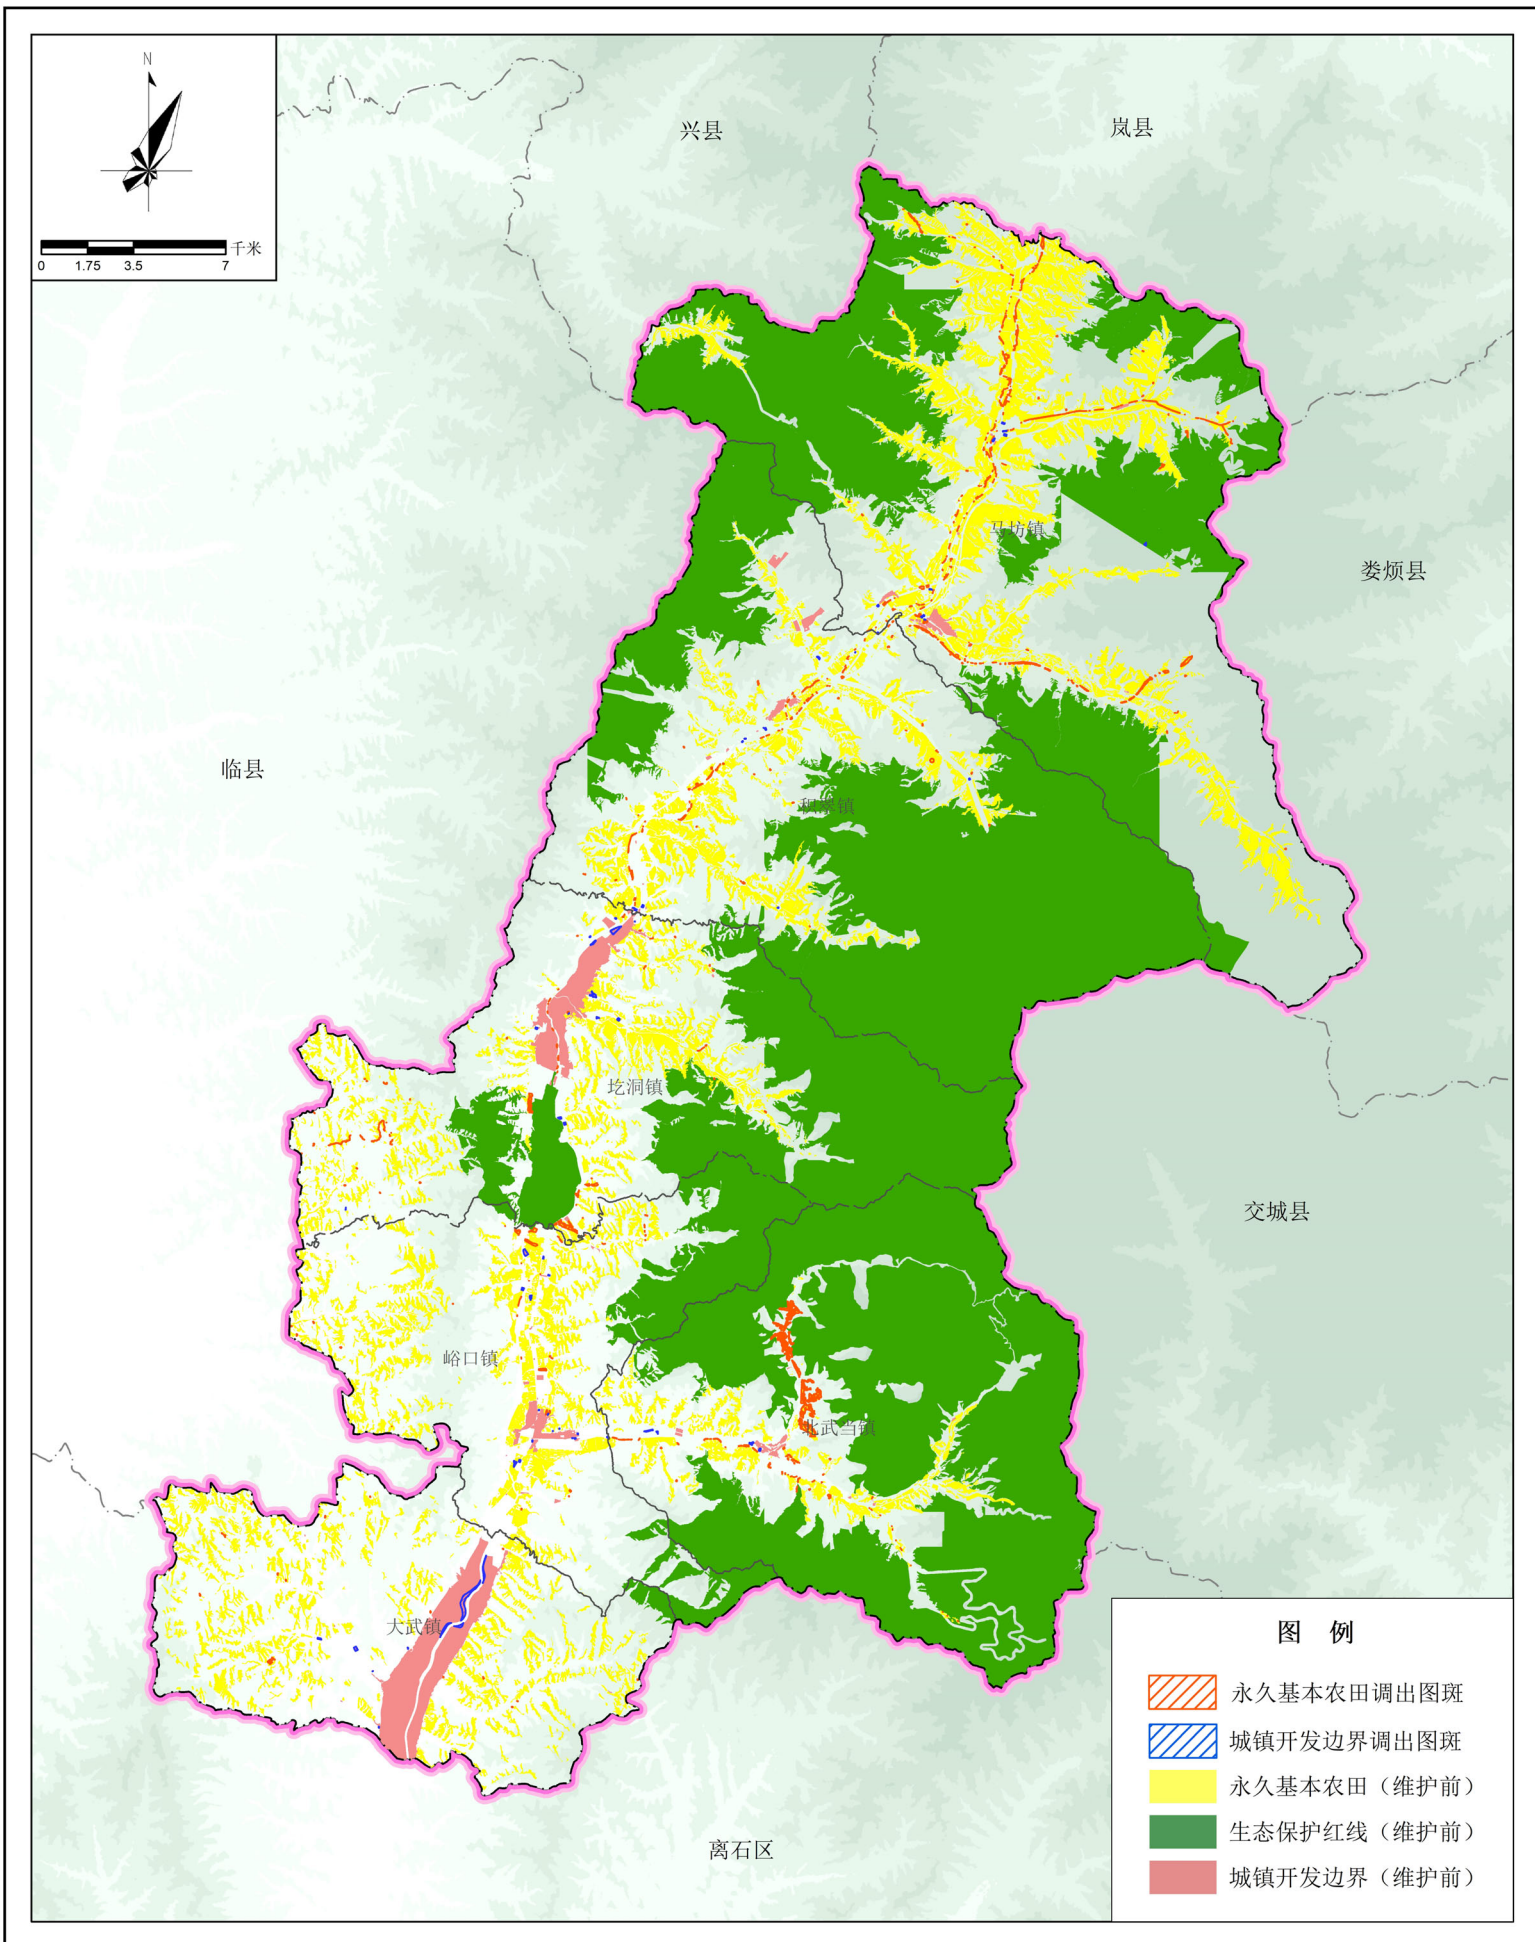 N
千米
0 1.75 3.5 7
兴县
岚县
马坊镇
娄烦县
临县
积翠镇
圪洞镇
交城县
峪口镇
北武当镇
大武镇
离石区
图 例
永久基本农田调出图斑
城镇开发边界调出图斑
永久基本农田（维护前）
生态保护红线（维护前）
城镇开发边界（维护前）